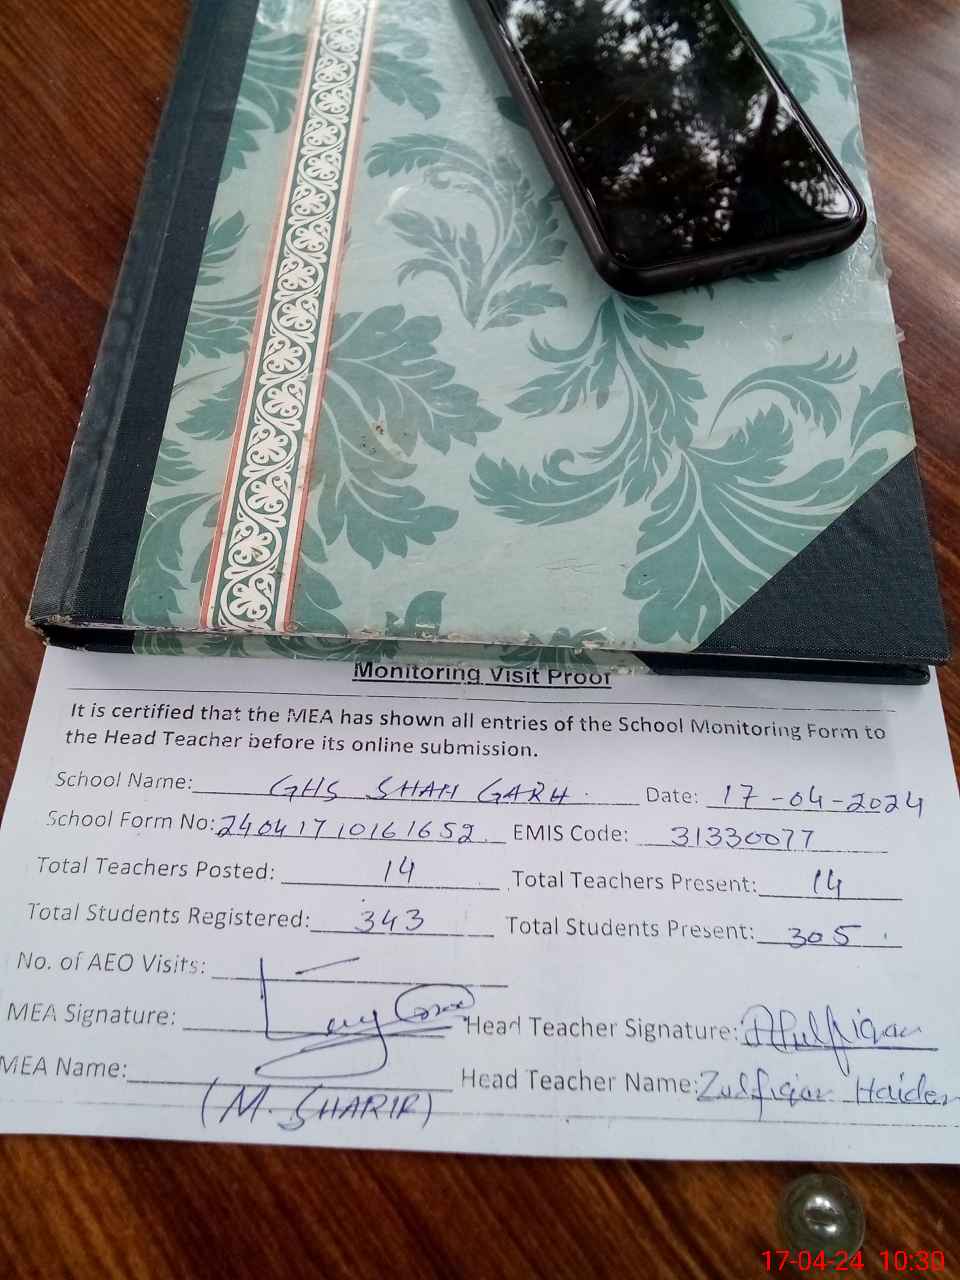 Monitoring Visit Proof
It is certified that the MEA has shown all entries of the School Monitoring Form to
the Head Teacher before its online submission.
School Name: GHS SHAH GARH. Date: 17-04-2024
School Form No: 24041710161652 EMIS Code: 31330077
Total Teachers Posted: 14 Total Teachers Present: 14
Total Students Registered: 343 Total Students Present: 305
No. of AEO Visits: —
MEA Signature: Head Teacher Signature: Zulfiqar
MEA Name: Head Teacher Name: Zulfiqar Haider
(M. SHARIF)
17-04-24 10:30